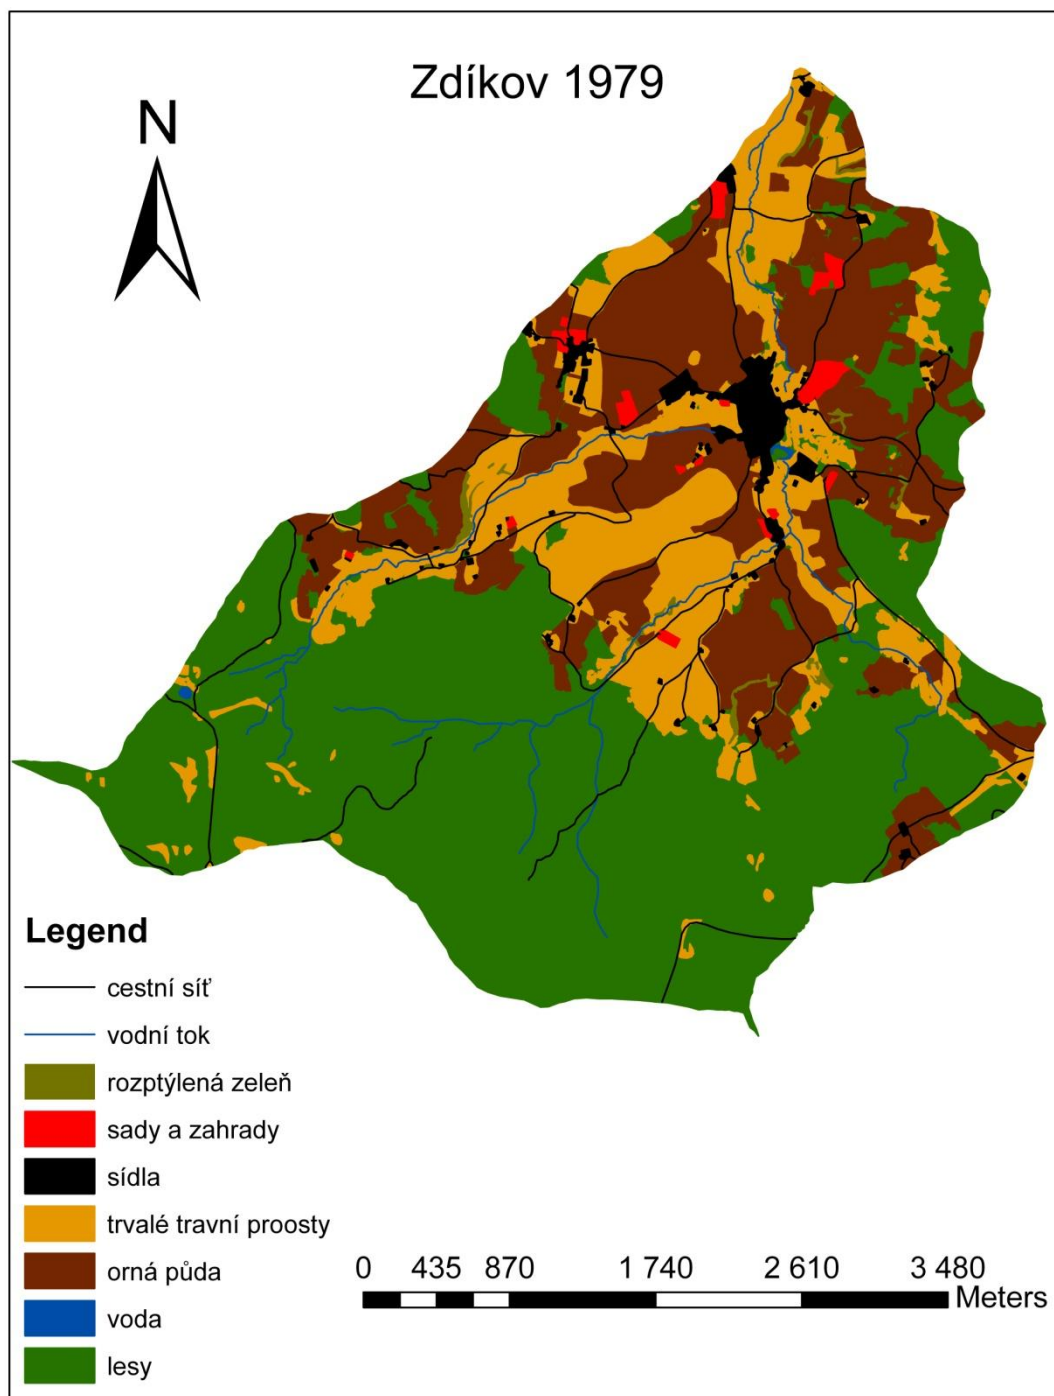 Zdíkov 1979
N
Legend
cestní síť
vodní tok
rozptýlená zeleň
sady a zahrady
sídla
trvalé travní proosty
orná půda
voda
lesy
0 435 870 1 740 2 610 3 480
Meters